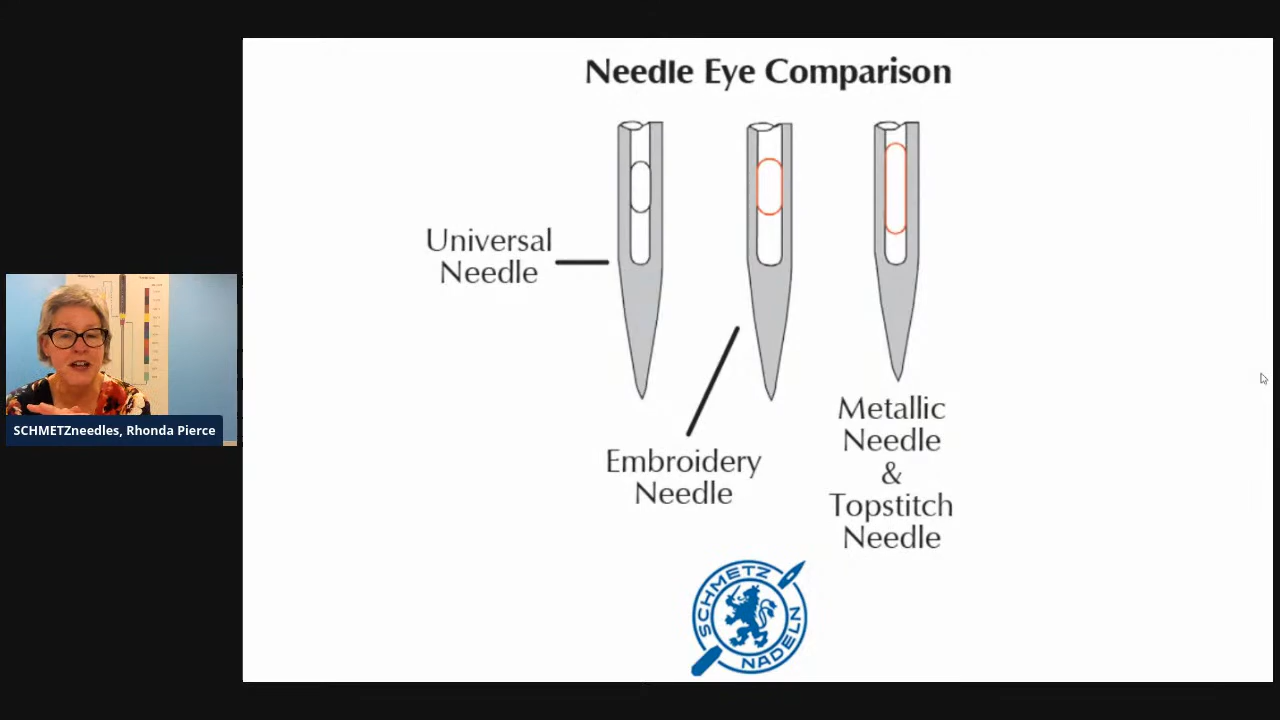 Needle Eye Comparison
Universal
Needle
Embroidery
Needle
Metallic
Needle
&
Topstitch
Needle
SCHMETZneedles, Rhonda Pierce
SCHMETZ
NADELN